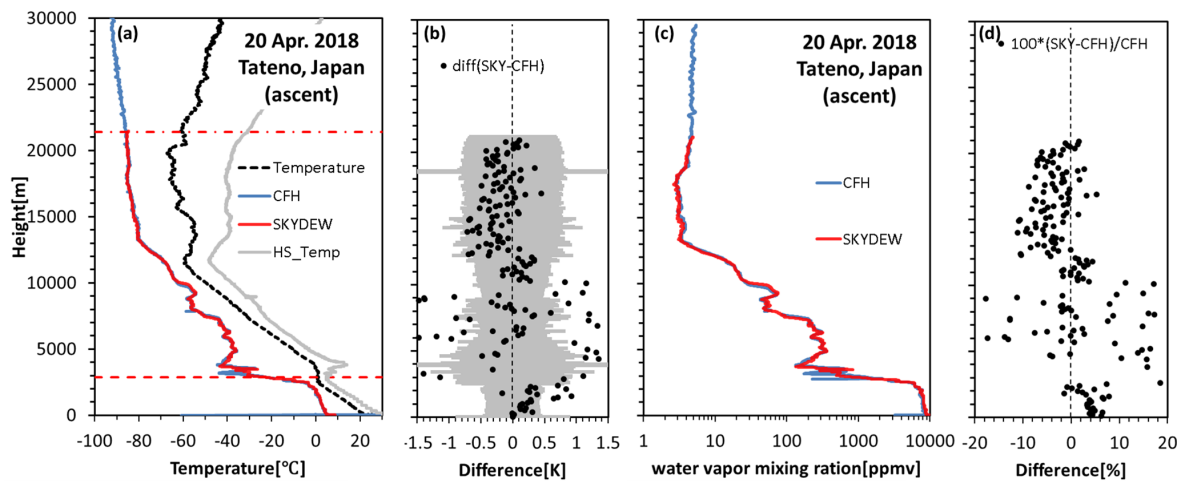 (a)
20 Apr. 2018
Tateno, Japan
(ascent)
Temperature
CFH
SKYDEW
HS_Temp
Height[m]
30000
25000
20000
15000
10000
5000
0
-100 -80 -60 -40 -20 0 20
Temperature[℃]
(b)
diff(SKY-CFH)
-1.5 -1 -0.5 0 0.5 1 1.5
Difference[K]
(c)
20 Apr. 2018
Tateno, Japan
(ascent)
CFH
SKYDEW
1 10 100 1000 10000
water vapor mixing ration[ppmv]
(d)
100*(SKY-CFH)/CFH
-20 -10 0 10 20
Difference[%]